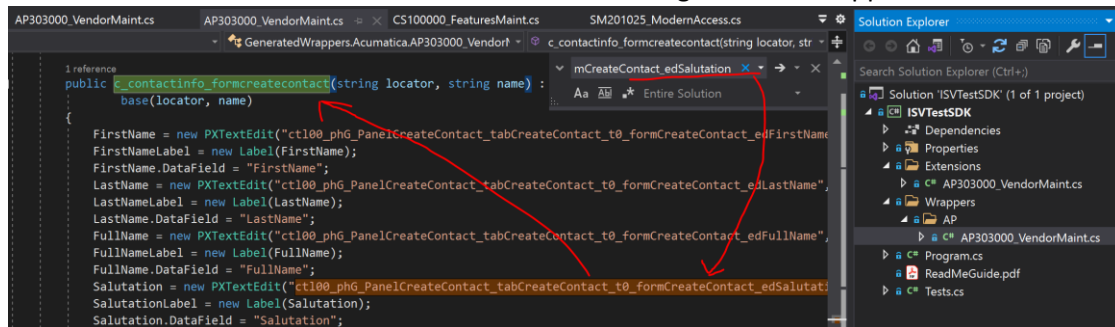 AP303000_VendorMaint.cs
AP303000_VendorMaint.cs
CS100000_FeaturesMaint.cs
SM201025_ModernAccess.cs
GeneratedWrappers.Acumatica.AP303000_Vendor
c_contactinfo_formcreatecontact(string locator, str
mCreateContact_edSalutation
Aa Ab| .* Entire Solution
1 reference
public c_contactinfo_formcreatecontact(string locator, string name) :
base(locator, name)
{
FirstName = new PXTextEdit("ctl00_phG_PanelCreateContact_tabCreateContact_t0_formCreateContact_edFirstName
FirstNameLabel = new Label(FirstName);
FirstName.DataField = "FirstName";
LastName = new PXTextEdit("ctl00_phG_PanelCreateContact_tabCreateContact_t0_formCreateContact_edLastName",
LastNameLabel = new Label(LastName);
LastName.DataField = "LastName";
FullName = new PXTextEdit("ctl00_phG_PanelCreateContact_tabCreateContact_t0_formCreateContact_edFullName",
FullNameLabel = new Label(FullName);
FullName.DataField = "FullName";
Salutation = new PXTextEdit("ctl00_phG_PanelCreateContact_tabCreateContact_t0_formCreateContact_edSalutati
SalutationLabel = new Label(Salutation);
Salutation.DataField = "Salutation";
Solution Explorer
Search Solution Explorer (Ctrl+;)
Solution 'ISVTestSDK' (1 of 1 project)
C# ISVTestSDK
Dependencies
Properties
Extensions
C# AP303000_VendorMaint.cs
Wrappers
AP
C# AP303000_VendorMaint.cs
C# Program.cs
ReadMeGuide.pdf
C# Tests.cs